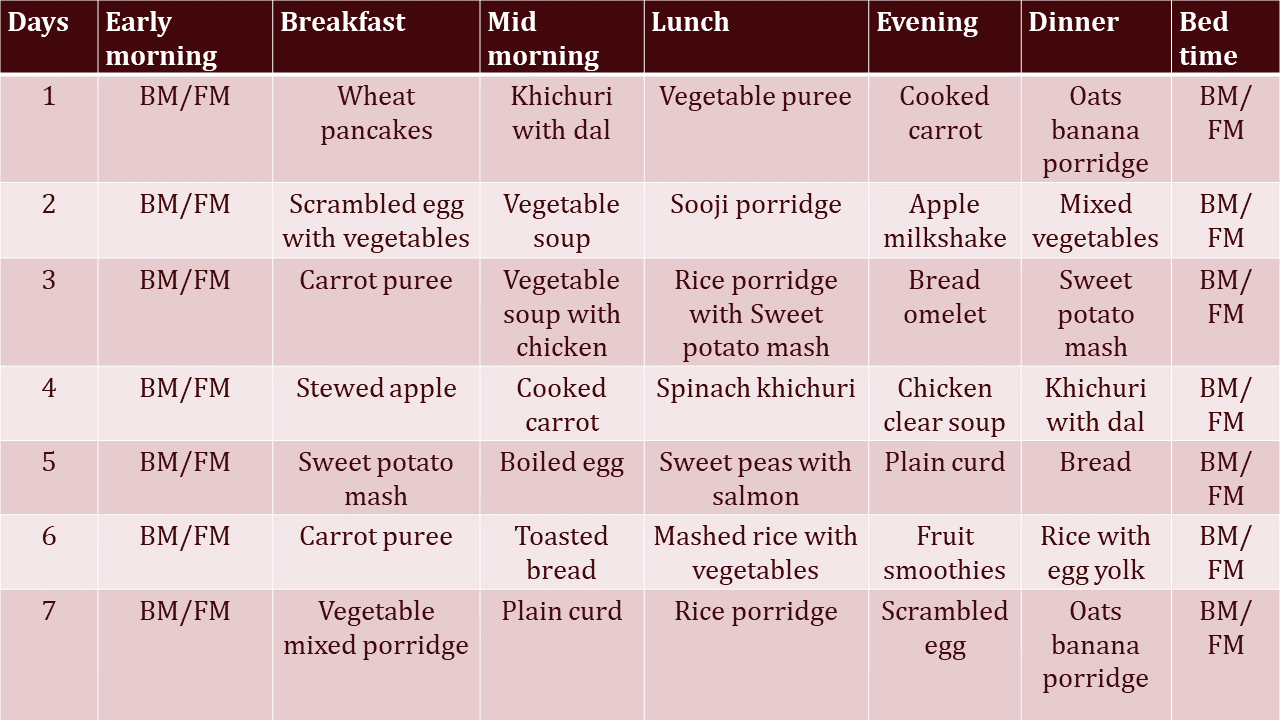 Days Early morning Breakfast Mid morning Lunch Evening Dinner Bed time
1 BM/FM Wheat pancakes Khichuri with dal Vegetable puree Cooked carrot Oats banana porridge BM/ FM
2 BM/FM Scrambled egg with vegetables Vegetable soup Sooji porridge Apple milkshake Mixed vegetables BM/ FM
3 BM/FM Carrot puree Vegetable soup with chicken Rice porridge with Sweet potato mash Bread omelet Sweet potato mash BM/ FM
4 BM/FM Stewed apple Cooked carrot Spinach khichuri Chicken clear soup Khichuri with dal BM/ FM
5 BM/FM Sweet potato mash Boiled egg Sweet peas with salmon Plain curd Bread BM/ FM
6 BM/FM Carrot puree Toasted bread Mashed rice with vegetables Fruit smoothies Rice with egg yolk BM/ FM
7 BM/FM Vegetable mixed porridge Plain curd Rice porridge Scrambled egg Oats banana porridge BM/ FM